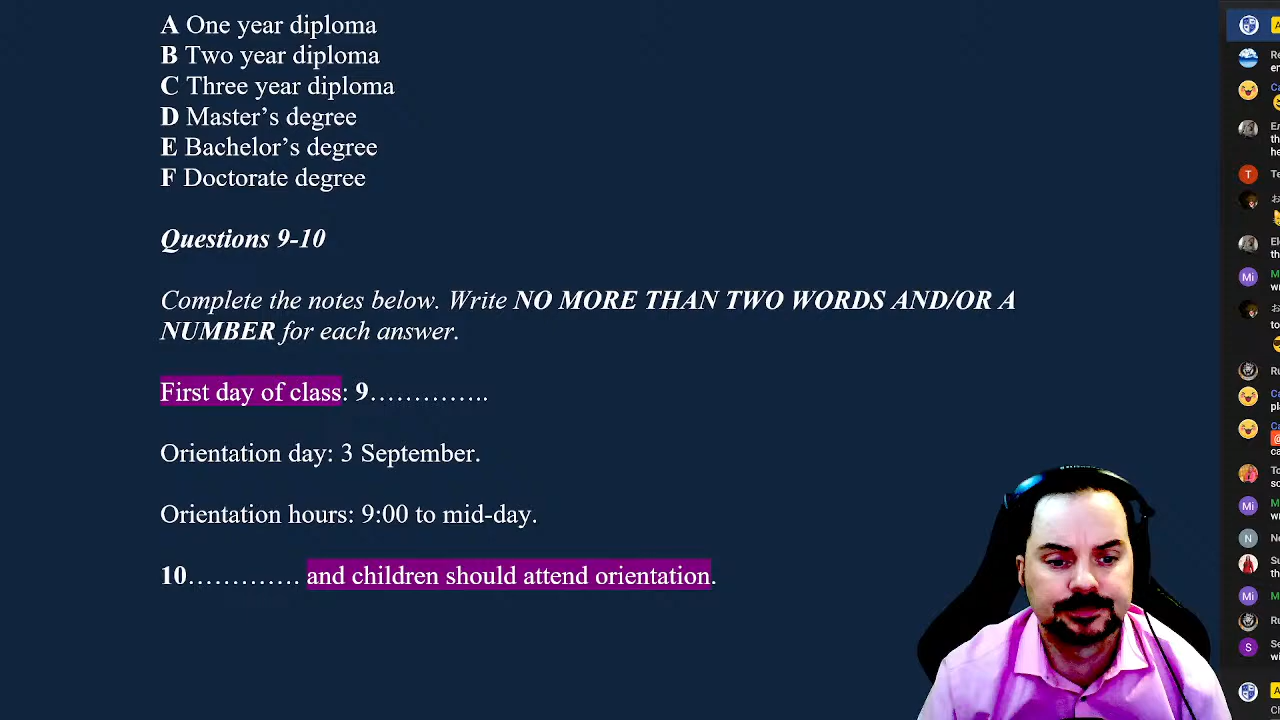 A One year diploma
B Two year diploma
C Three year diploma
D Master’s degree
E Bachelor’s degree
F Doctorate degree
Questions 9-10
Complete the notes below. Write NO MORE THAN TWO WORDS AND/OR A
NUMBER for each answer.
First day of class: 9…………..
Orientation day: 3 September.
Orientation hours: 9:00 to mid-day.
10…………. and children should attend orientation.